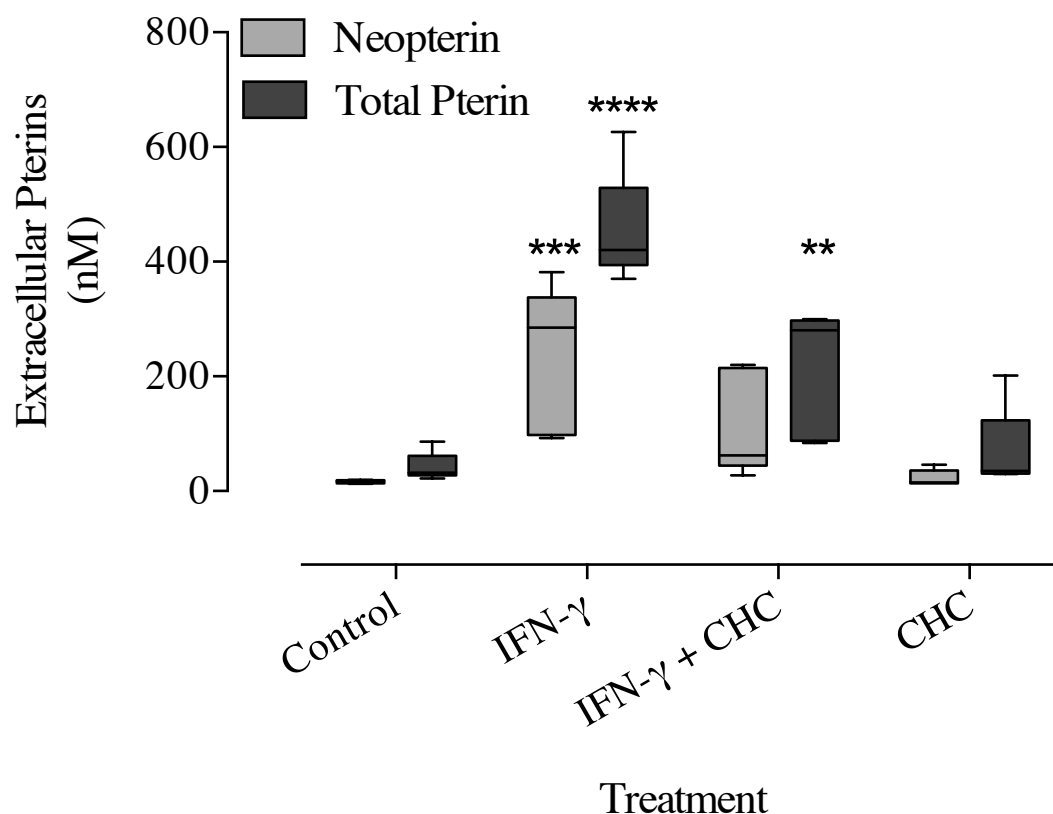 Extracellular Pterins
(nM)
800
600
400
200
0
Neopterin
Total Pterin
***
****
**
Control
IFN-γ
IFN-γ + CHC
CHC
Treatment